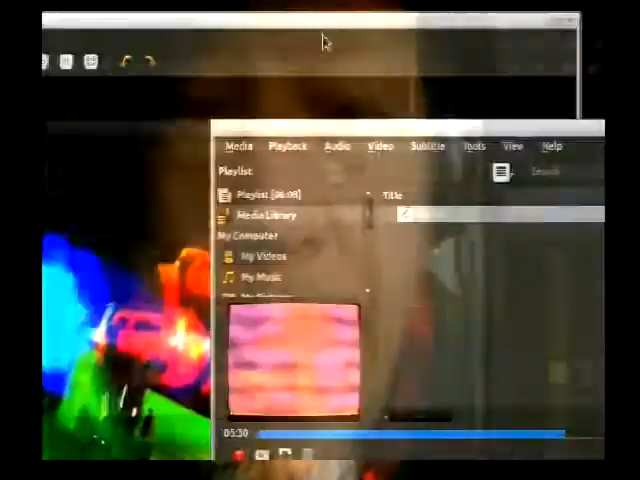 Media Playback Audio Video Subtitle Tools View Help
Playlist
Search
Playlist [06:09]
Title
Media Library
My Computer
My Videos
My Music
05:30